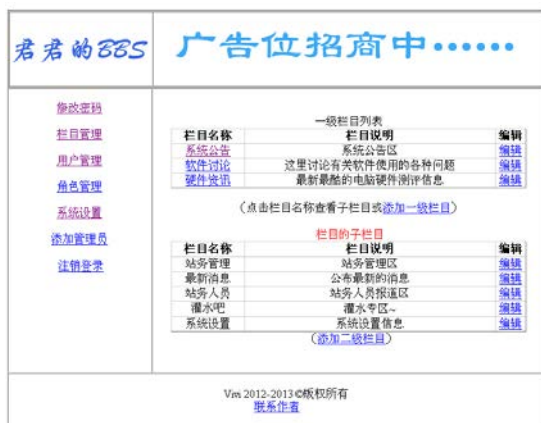 君君的BBS
广告位招商中······
修改密码
栏目管理
用户管理
角色管理
系统设置
添加管理员
注销登录
一级栏目列表
栏目名称 栏目说明 编辑
系统公告 系统公告区 编辑
软件讨论 这里讨论有关软件使用的各种问题 编辑
硬件资讯 最新最酷的电脑硬件测评信息 编辑
(点击栏目名称查看子栏目或添加一级栏目)
栏目的子栏目
栏目名称 栏目说明 编辑
站务管理 站务管理区 编辑
最新消息 公布最新的消息 编辑
站务人员 站务人员报道区 编辑
灌水吧 灌水专区~ 编辑
系统设置 系统设置信息 编辑
(添加二级栏目)
2012-2013©版权所有
联系作者